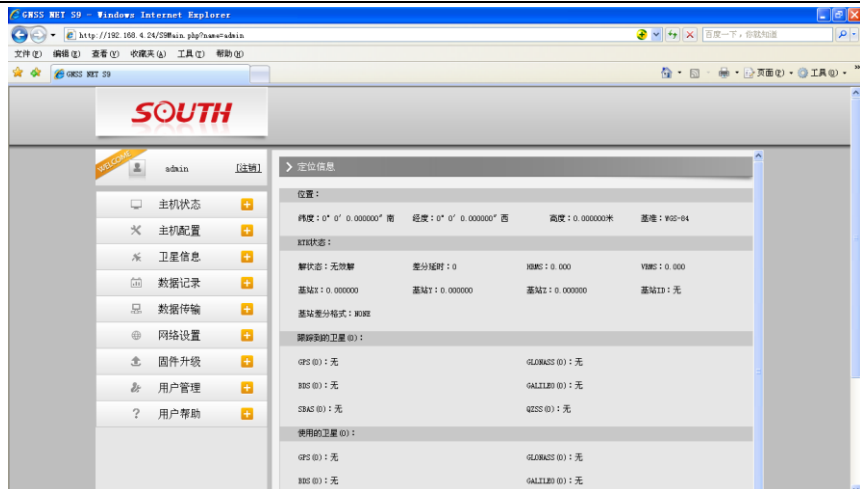 GNSS NET S9 - Windows Internet Explorer
http://192.168.4.24/S9Main.php?name=admin
百度一下，你就知道
文件(F) 编辑(E) 查看(V) 收藏夹(A) 工具(T) 帮助(H)
GNSS NET S9
页面(P) 工具(O) »
SOUTH
WELCOME
admin [注销]
主机状态
主机配置
卫星信息
数据记录
数据传输
网络设置
固件升级
用户管理
? 用户帮助
定位信息
位置：
纬度：0° 0′ 0.000000″ 南 经度：0° 0′ 0.000000″ 西 高度：0.000000米 基准：WGS-84
RTK状态：
解状态：无效解 差分延时：0 HRMS：0.000 VRMS：0.000
基站X：0.000000 基站Y：0.000000 基站Z：0.000000 基站ID：无
基站差分格式：NONE
跟踪到的卫星(0)：
GPS(0)：无 GLONASS(0)：无
BDS(0)：无 GALILEO(0)：无
SBAS(0)：无 QZSS(0)：无
使用的卫星(0)：
GPS(0)：无 GLONASS(0)：无
BDS(0)：无 GALILEO(0)：无